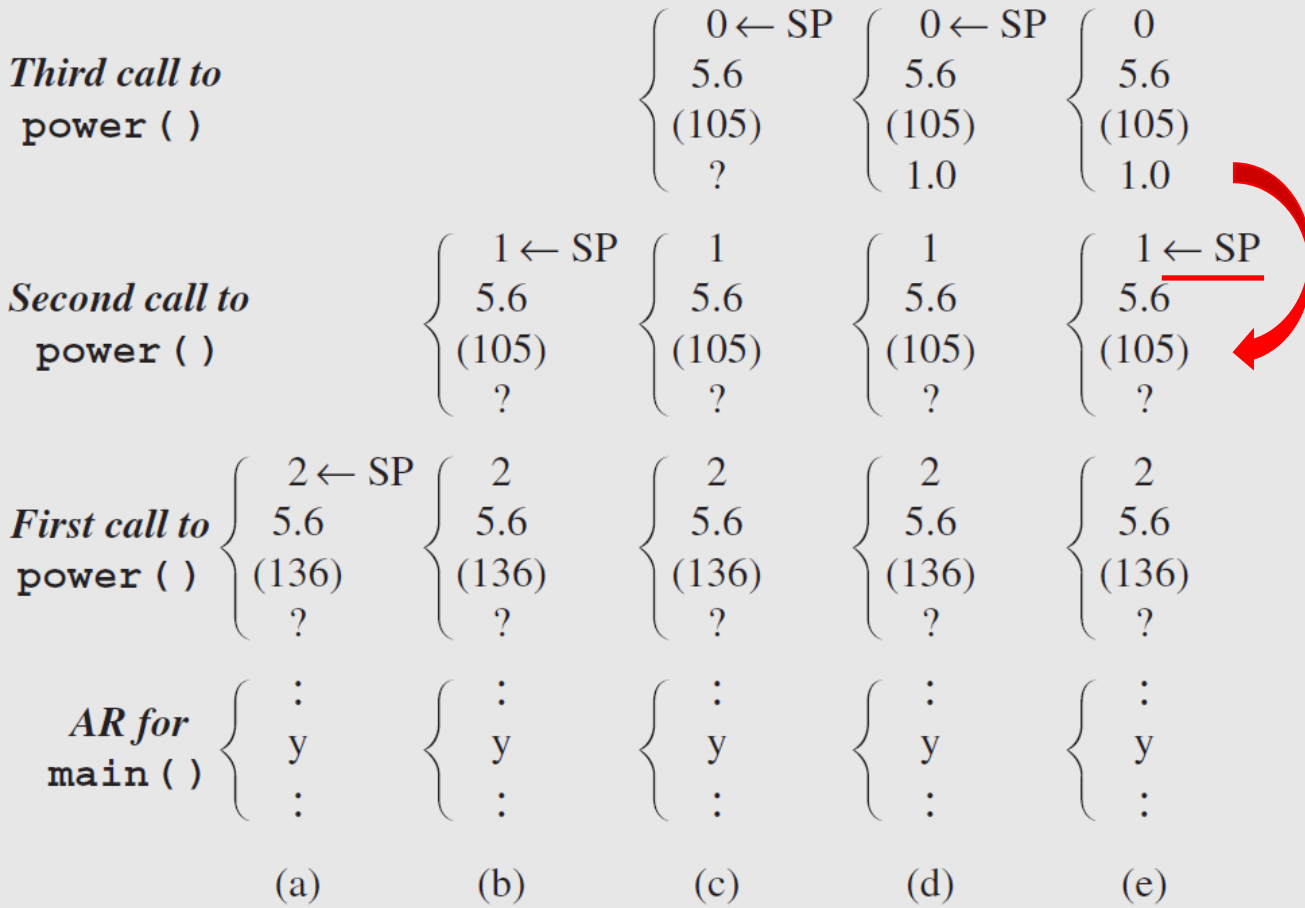 0 ← SP 0 ← SP 0
Third call to 5.6 5.6 5.6
power ( ) (105) (105) (105)
? 1.0 1.0
1 ← SP 1 1 1 ← SP
Second call to 5.6 5.6 5.6 5.6
power ( ) (105) (105) (105) (105)
? ? ? ?
2 ← SP 2 2 2 2
First call to 5.6 5.6 5.6 5.6 5.6
power ( ) (136) (136) (136) (136) (136)
? ? ? ? ?
: : : : :
AR for y y y y y
main ( ) : : : : :
(a) (b) (c) (d) (e)